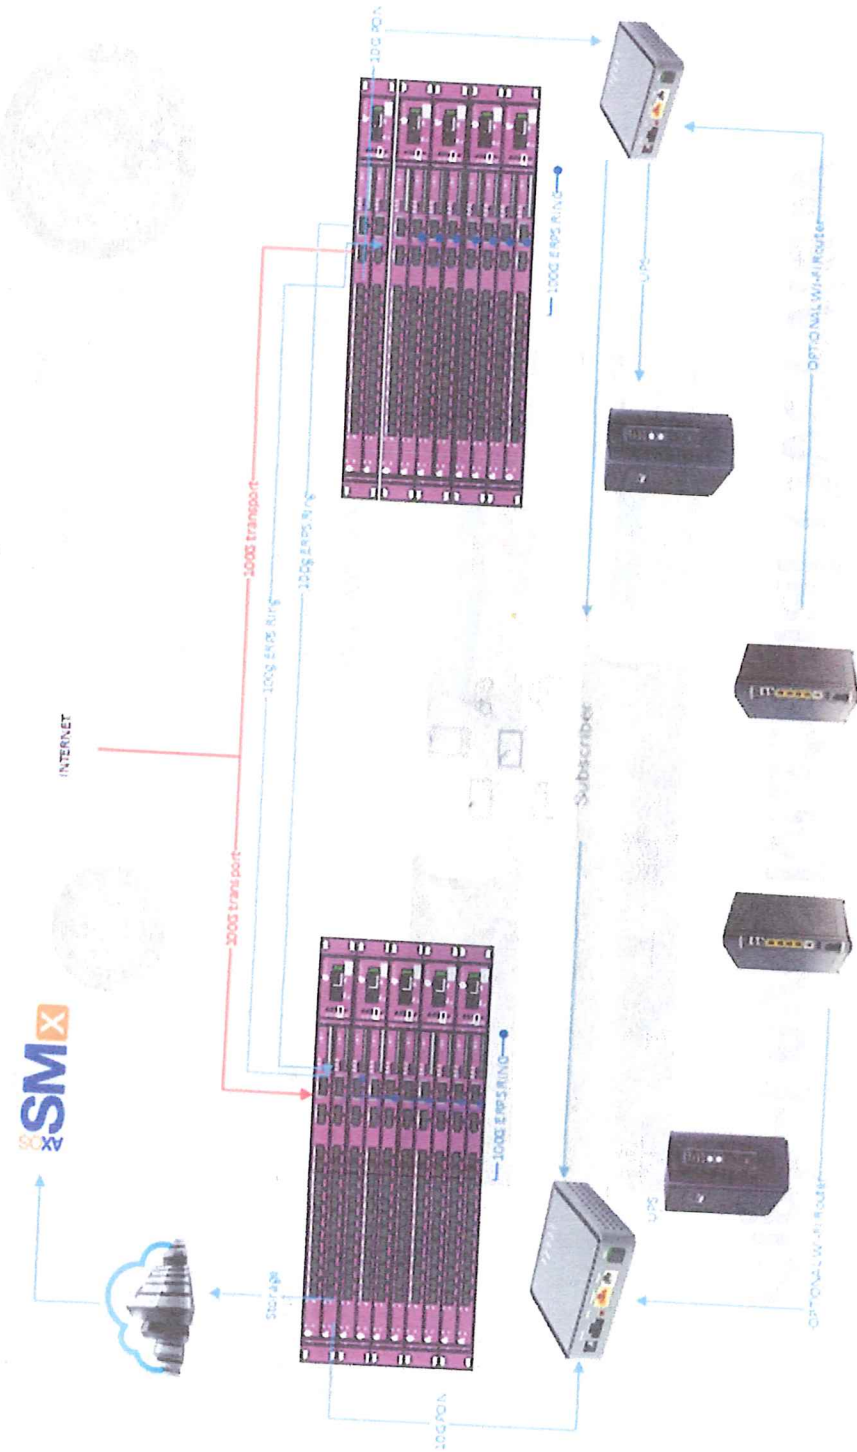 AXOS
SMx
INTERNET
Storage
100G transport
100G transport
100g ERPS Ring
100g ERPS Ring
10G PON
10G PON
100G ERPS RING
100G ERPS RING
Subscriber
UPS
UPS
OPTIONAL Wi-Fi Router
OPTIONAL Wi-Fi Router